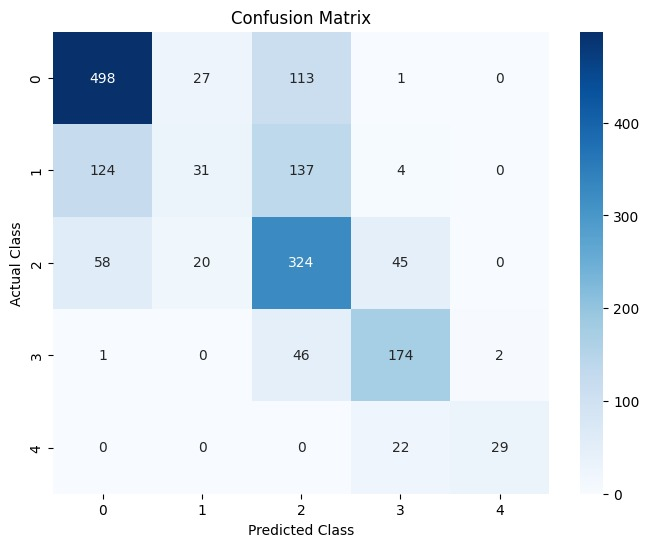 Confusion Matrix
0 498 27 113 1 0
1 124 31 137 4 0
2 58 20 324 45 0
3 1 0 46 174 2
4 0 0 0 22 29
0 1 2 3 4
Predicted Class
Actual Class
400
300
200
100
0